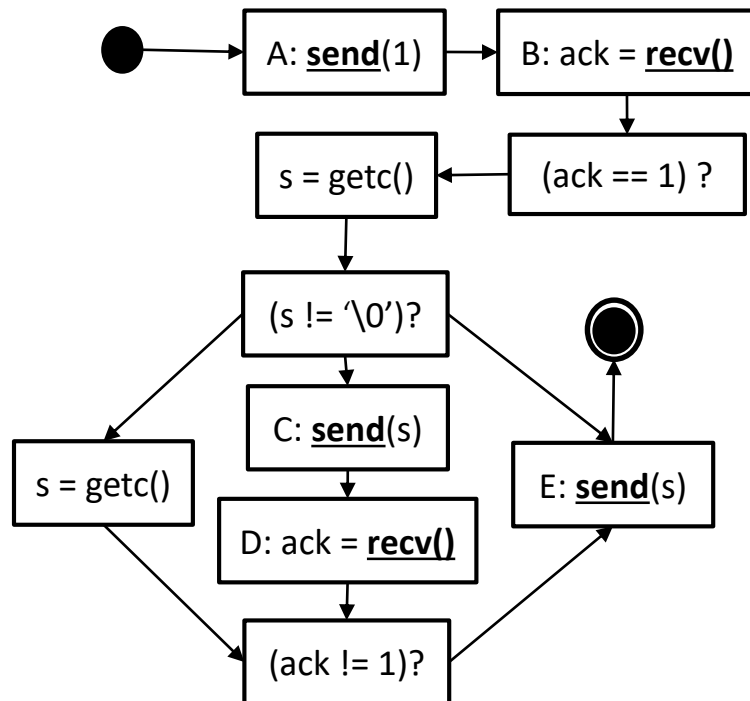 A: send(1)
B: ack = recv()
(ack == 1) ?
s = getc()
(s != ‘\0’)?
C: send(s)
s = getc()
E: send(s)
D: ack = recv()
(ack != 1)?